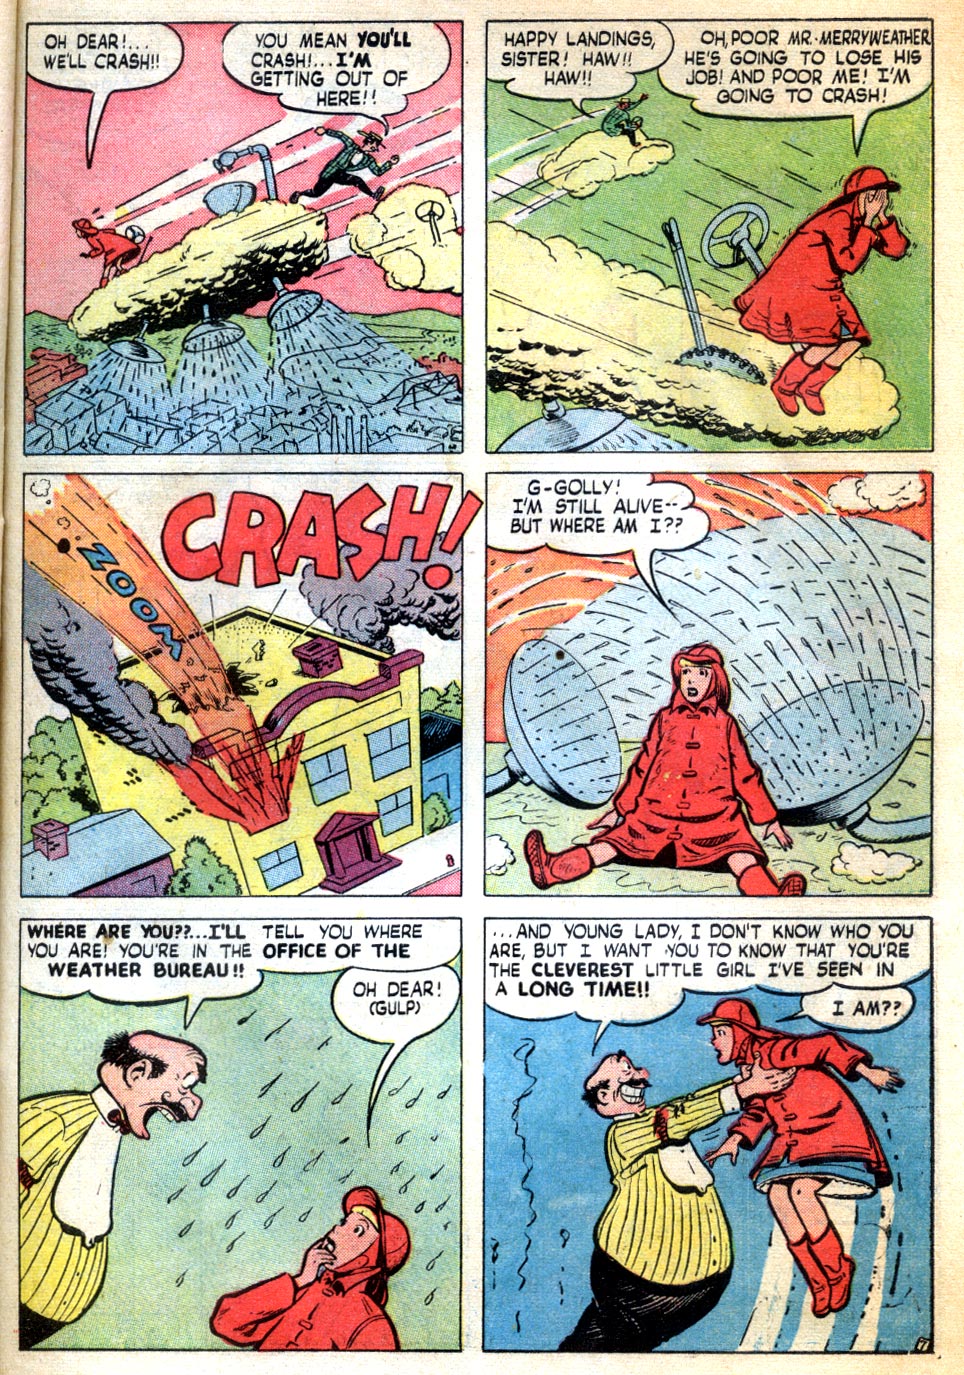 OH DEAR!...
WE'LL CRASH!!
YOU MEAN YOU'LL
CRASH!...I'M
GETTING OUT OF
HERE!!
HAPPY LANDINGS,
SISTER! HAW!!
HAW!!
OH, POOR MR. MERRYWEATHER
HE'S GOING TO LOSE HIS
JOB! AND POOR ME! I'M
GOING TO CRASH!
ZOOM
CRASH!
G-GOLLY!
I'M STILL ALIVE--
BUT WHERE AM I??
WHERE ARE YOU??...I'LL TELL YOU WHERE
YOU ARE! YOU'RE IN THE OFFICE OF THE
WEATHER BUREAU!!
OH DEAR!
(GULP)
...AND YOUNG LADY, I DON'T KNOW WHO YOU
ARE, BUT I WANT YOU TO KNOW THAT YOU'RE
THE CLEVEREST LITTLE GIRL I'VE SEEN IN
A LONG TIME!!
I AM??
7